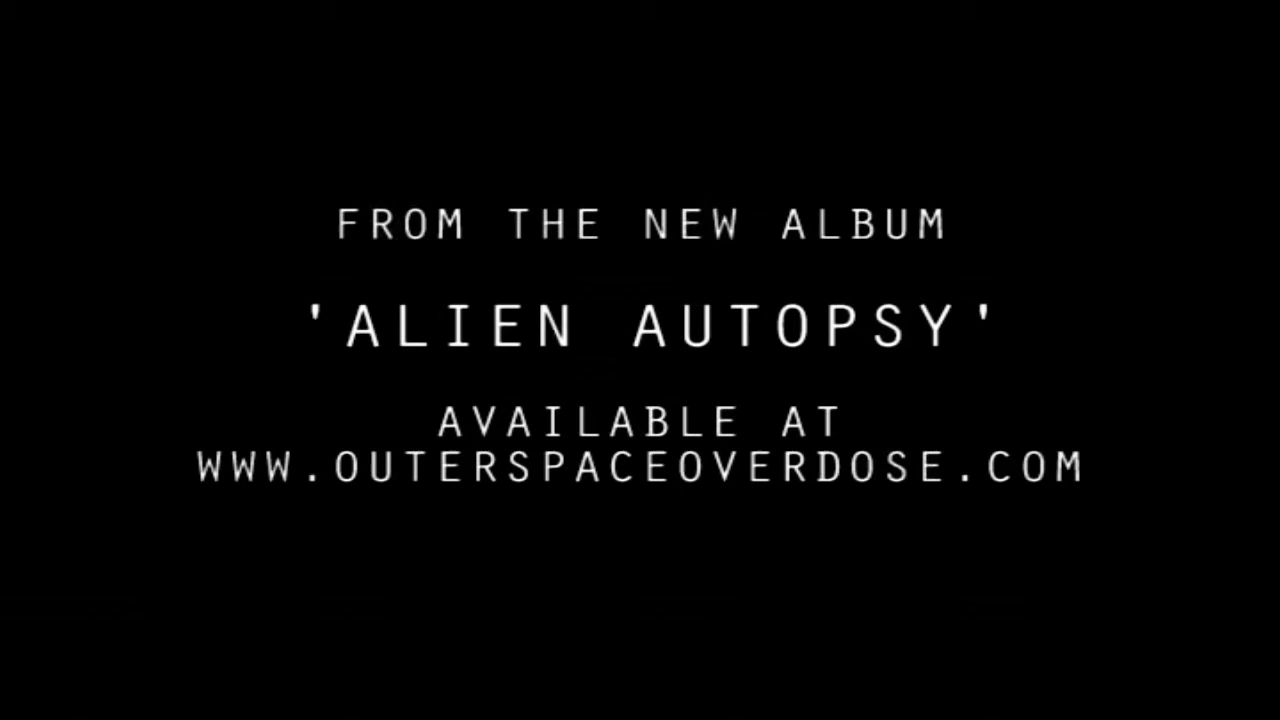 FROM THE NEW ALBUM
'ALIEN AUTOPSY'
AVAILABLE AT
WWW.OUTERSPACEOVERDOSE.COM